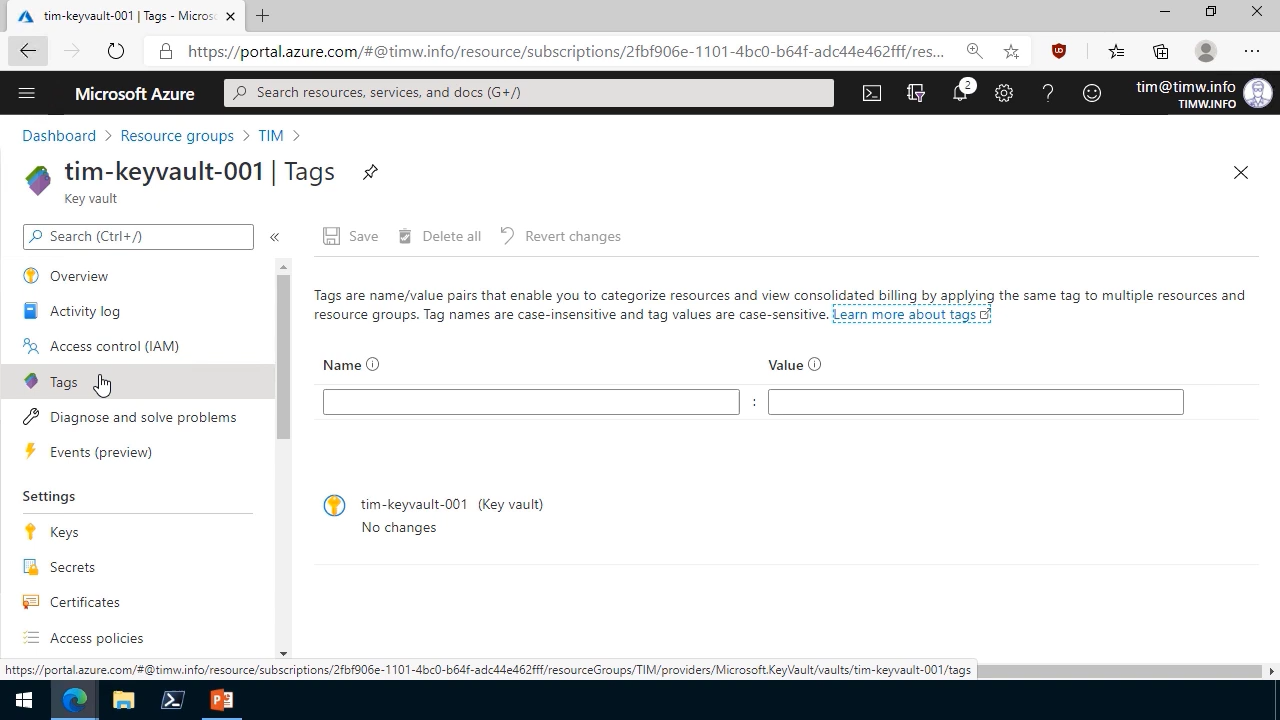 tim-keyvault-001 | Tags - Micros
https://portal.azure.com/#@timw.info/resource/subscriptions/2fbf906e-1101-4bc0-b64f-adc44e462fff/res...
Microsoft Azure
Search resources, services, and docs (G+/)
2
tim@timw.info
TIMW.INFO
Dashboard > Resource groups > TIM >
tim-keyvault-001 | Tags
Key vault
Search (Ctrl+/)
«
Save
Delete all
Revert changes
Overview
Activity log
Access control (IAM)
Tags
Diagnose and solve problems
Events (preview)
Settings
Keys
Secrets
Certificates
Access policies
Tags are name/value pairs that enable you to categorize resources and view consolidated billing by applying the same tag to multiple resources and
resource groups. Tag names are case-insensitive and tag values are case-sensitive. Learn more about tags
Name
Value
:
tim-keyvault-001 (Key vault)
No changes
https://portal.azure.com/#@timw.info/resource/subscriptions/2fbf906e-1101-4bc0-b64f-adc44e462fff/resourceGroups/TIM/providers/Microsoft.KeyVault/vaults/tim-keyvault-001/tags